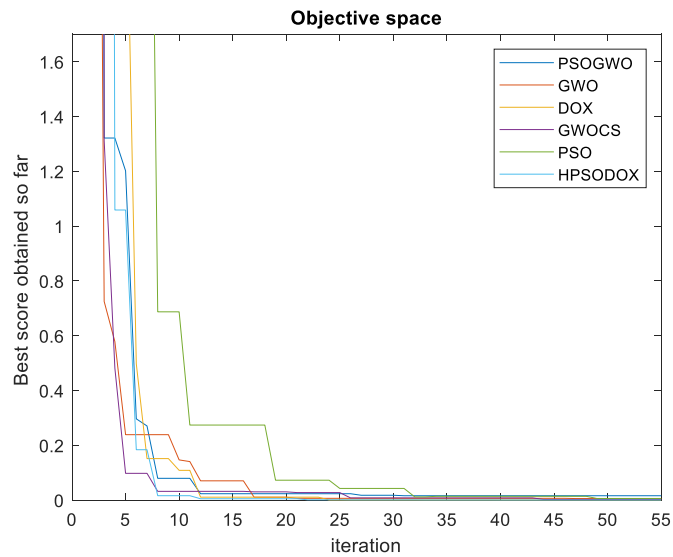 Objective space
1.6
1.4
1.2
1
0.8
0.6
0.4
0.2
0
Best score obtained so far
PSOGWO
GWO
DOX
GWOCS
PSO
HPSODOX
0 5 10 15 20 25 30 35 40 45 50 55
iteration